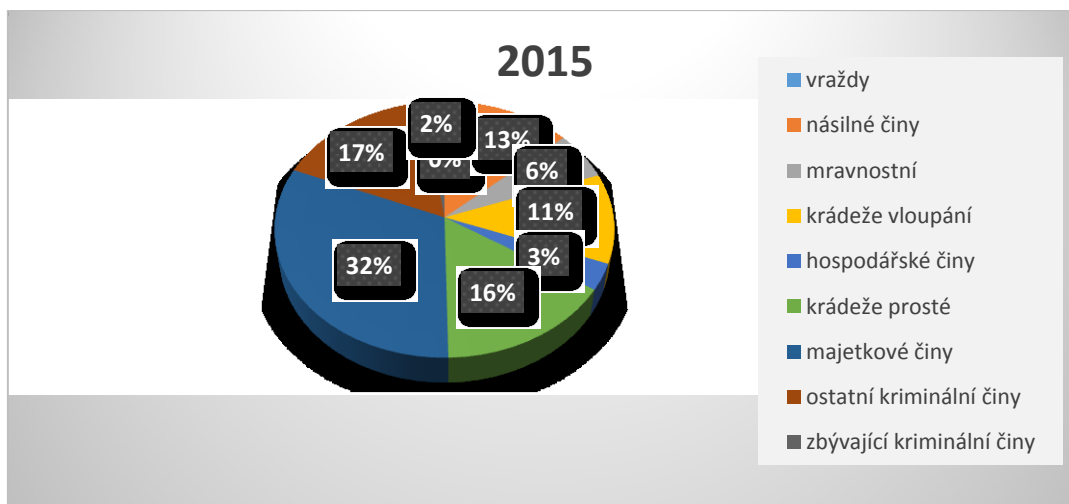 2015
2%
13%
17%
0%
6%
11%
3%
32%
16%
vraždy
násilné činy
mravnostní
krádeže vloupání
hospodářské činy
krádeže prosté
majetkové činy
ostatní kriminální činy
zbývající kriminální činy